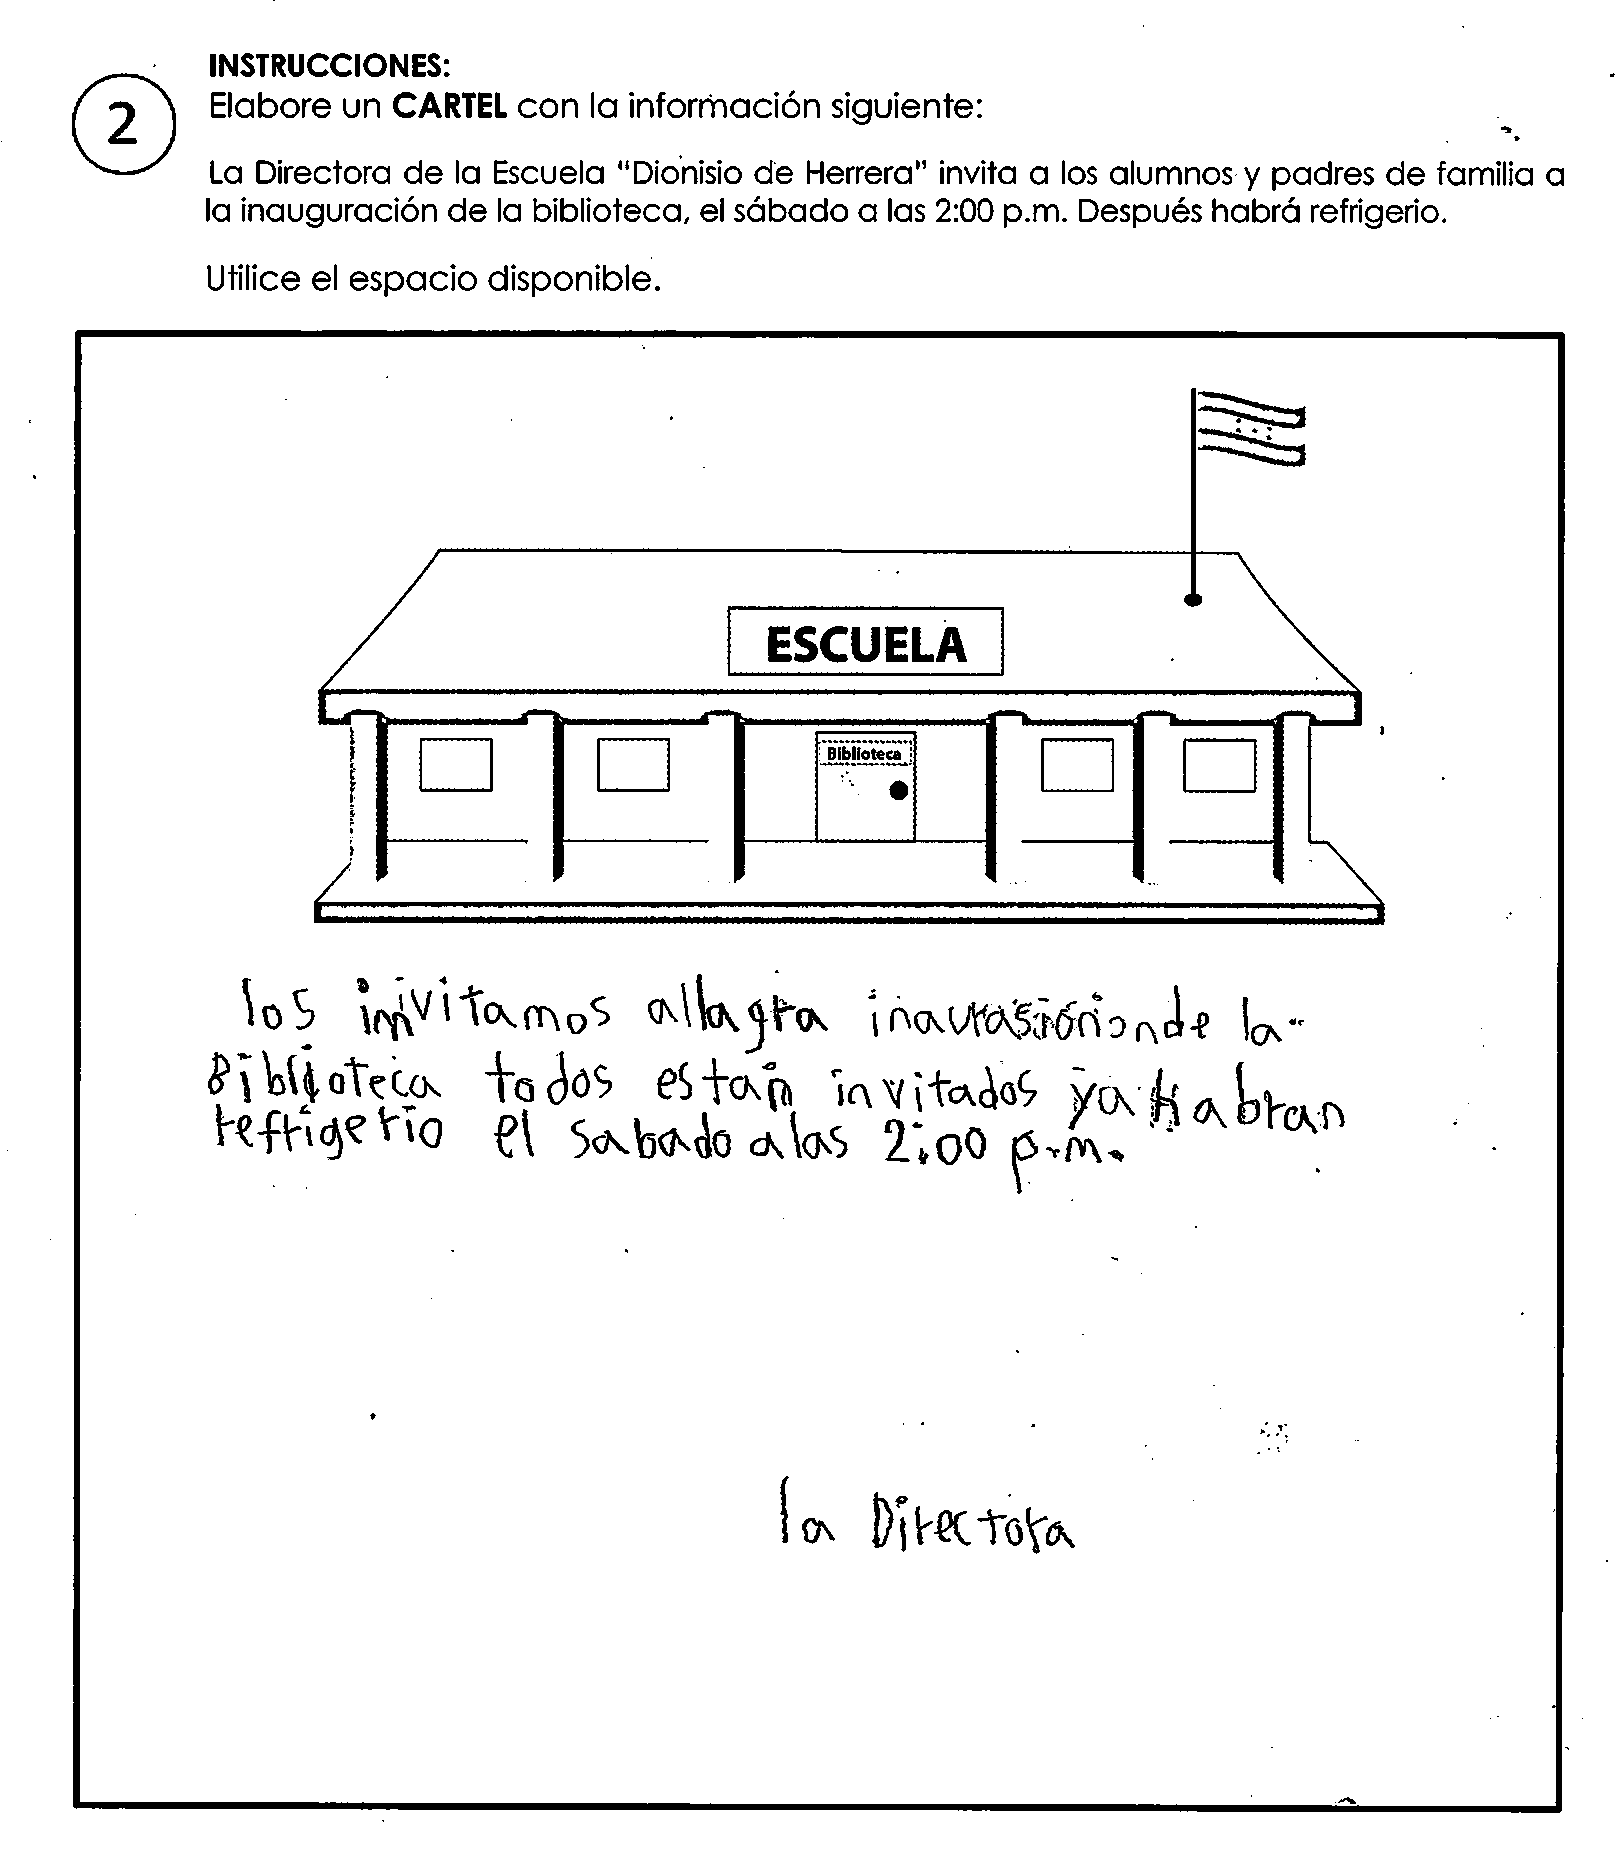 INSTRUCCIONES:
2
Elabore un CARTEL con la información siguiente:
La Directora de la Escuela "Dionisio de Herrera" invita a los alumnos y padres de familia a
la inauguración de la biblioteca, el sábado a las 2:00 p.m. Después habrá refrigerio.
Utilice el espacio disponible.
ESCUELA
Biblioteca
los invitamos allagra de la
Biblioteca todos estan invitados ya habran
refrigerio el sabado a las 2:00 p.m.
la Directora